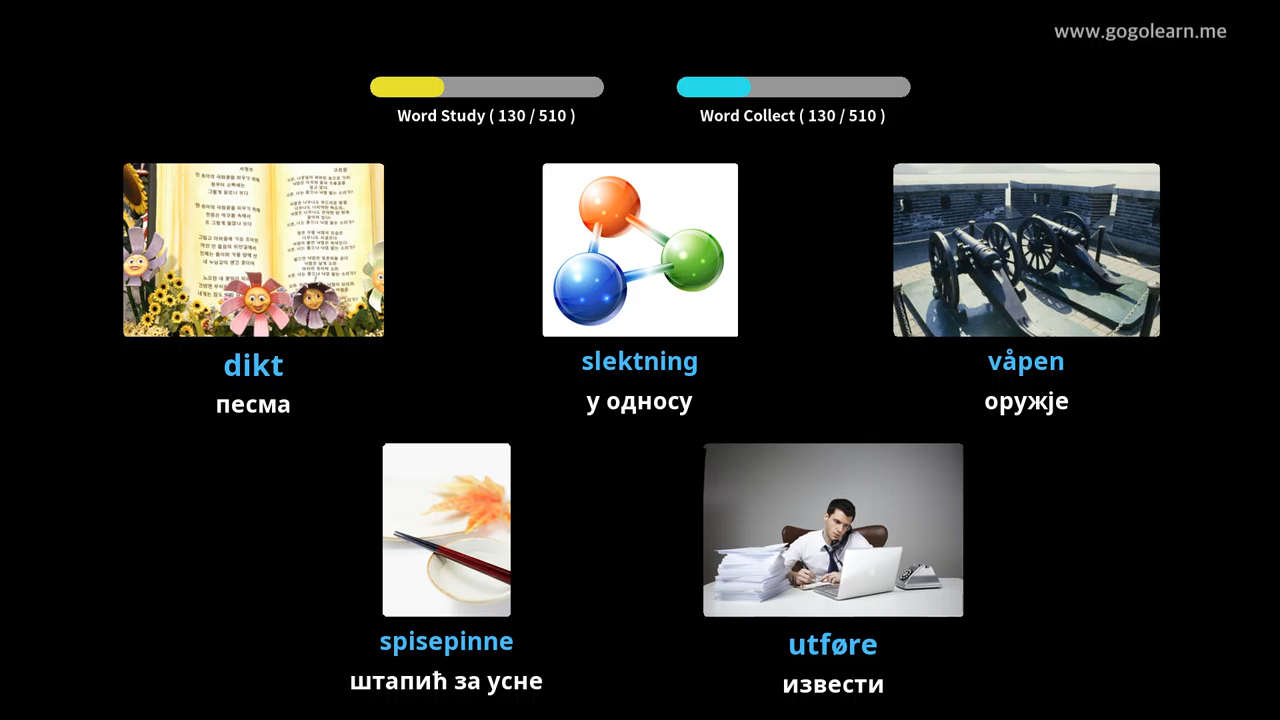 www.gogolearn.me
Word Study ( 130 / 510 )
Word Collect ( 130 / 510 )
dikt
песма
slektning
у односу
våpen
оружје
spisepinne
штапић за усне
utføre
извести